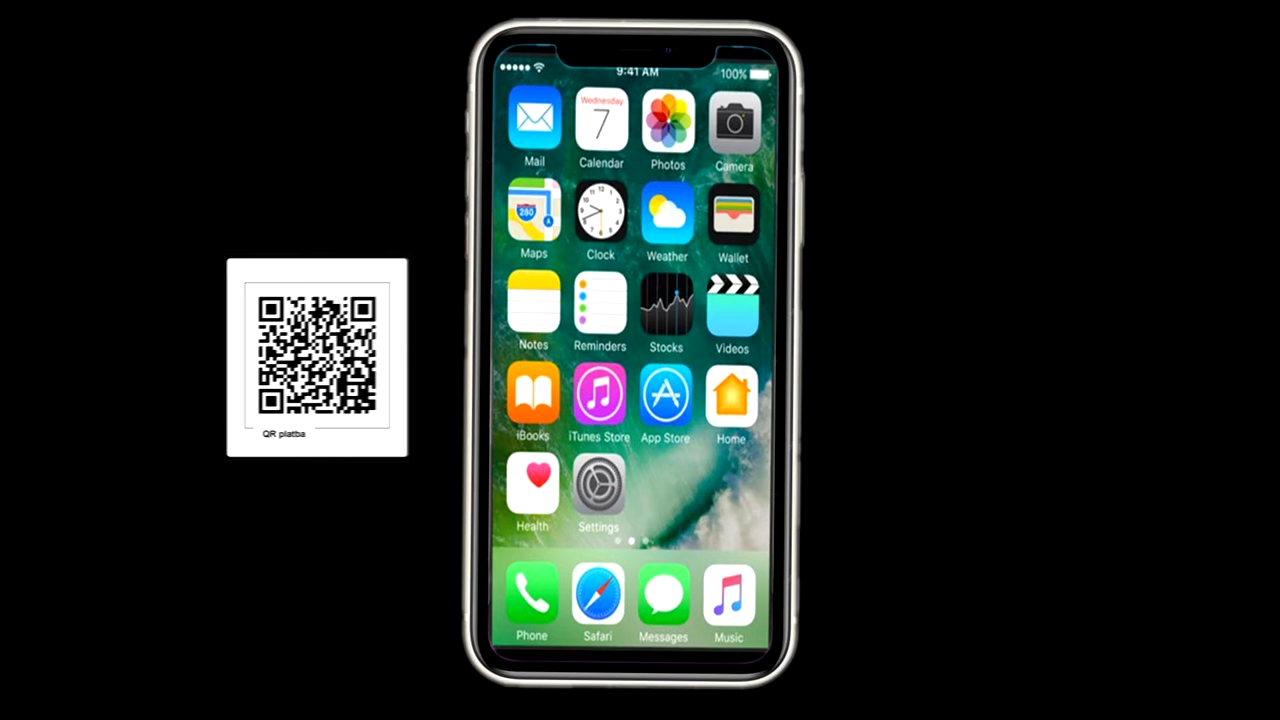 9:41 AM 100%
Wednesday
7
Mail Calendar Photos Camera
280
Maps Clock Weather Wallet
Notes Reminders Stocks Videos
iBooks iTunes Store App Store Home
Health Settings
Phone Safari Messages Music
QR platba